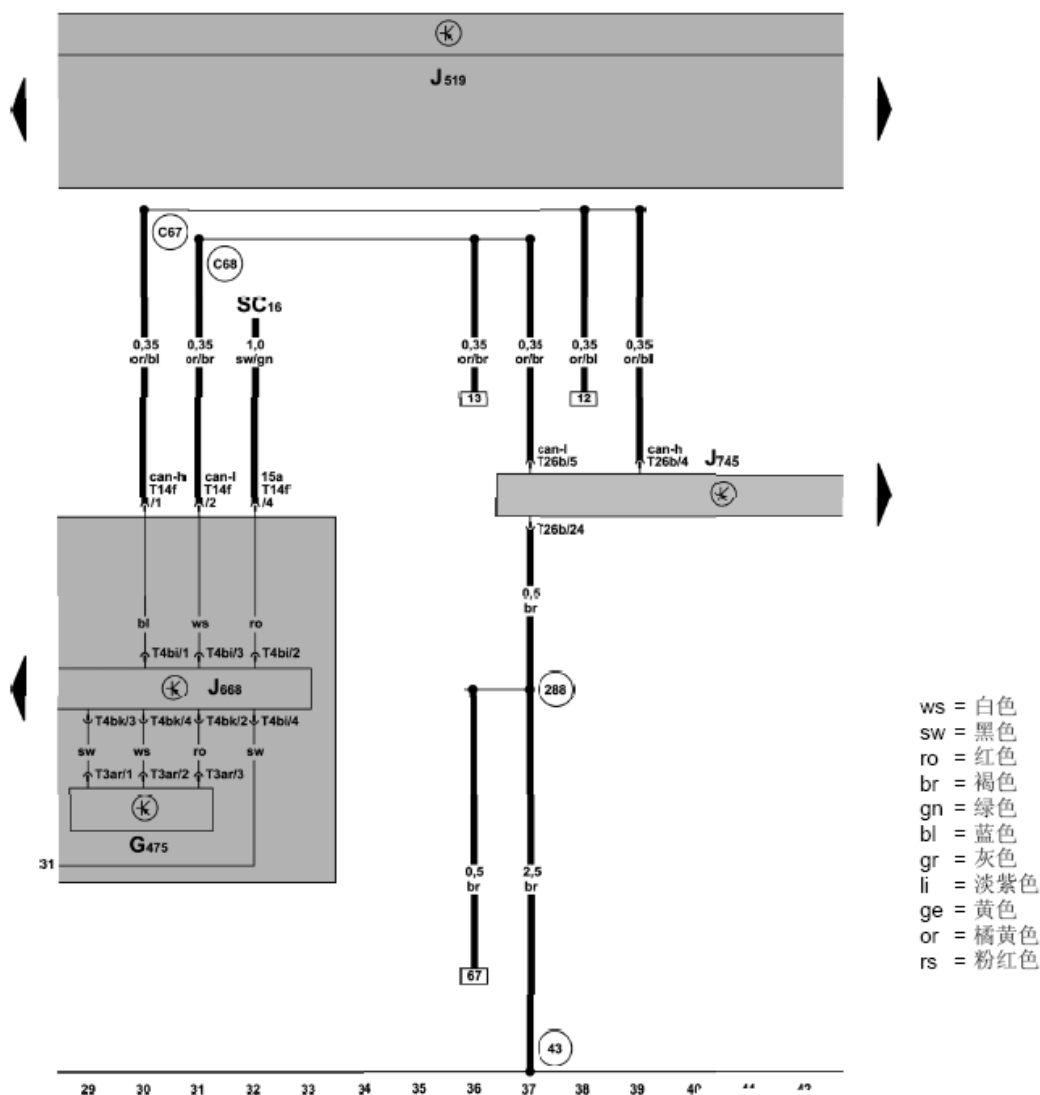 J519
C67
C68
SC16
0,35 0,35 1,0 0,35 0,35 0,35 0,35
or/bl or/br sw/gn or/br or/br or/bl or/bl
13 12
can-l can-h J745
T26b/5 T26b/4
can-h can-l 15a
T14f T14f T14f
/1 /2 /4
T26b/24
0,5
br
bl ws ro
T4bi/1 T4bi/3 T4bi/2
J668
288
T4bk/3 T4bk/4 T4bk/2 T4bi/4
sw ws ro sw
T3ar/1 T3ar/2 T3ar/3
G475
31
0,5 2,5
br br
67
43
29 30 31 32 33 34 35 36 37 38 39
ws = 白色
sw = 黑色
ro = 红色
br = 褐色
gn = 绿色
bl = 蓝色
gr = 灰色
li = 淡紫色
ge = 黄色
or = 橘黄色
rs = 粉红色